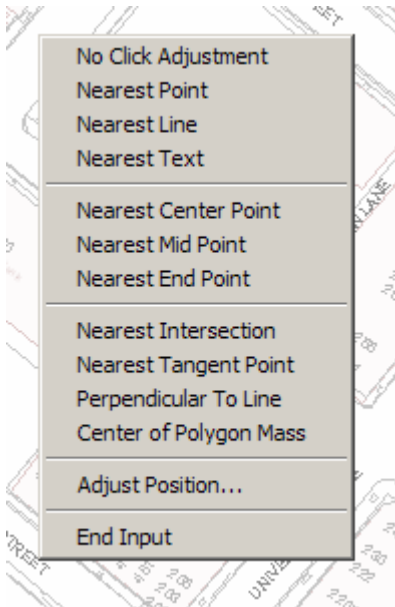 No Click Adjustment
Nearest Point
Nearest Line
Nearest Text
Nearest Center Point
Nearest Mid Point
Nearest End Point
Nearest Intersection
Nearest Tangent Point
Perpendicular To Line
Center of Polygon Mass
Adjust Position...
End Input
LANE